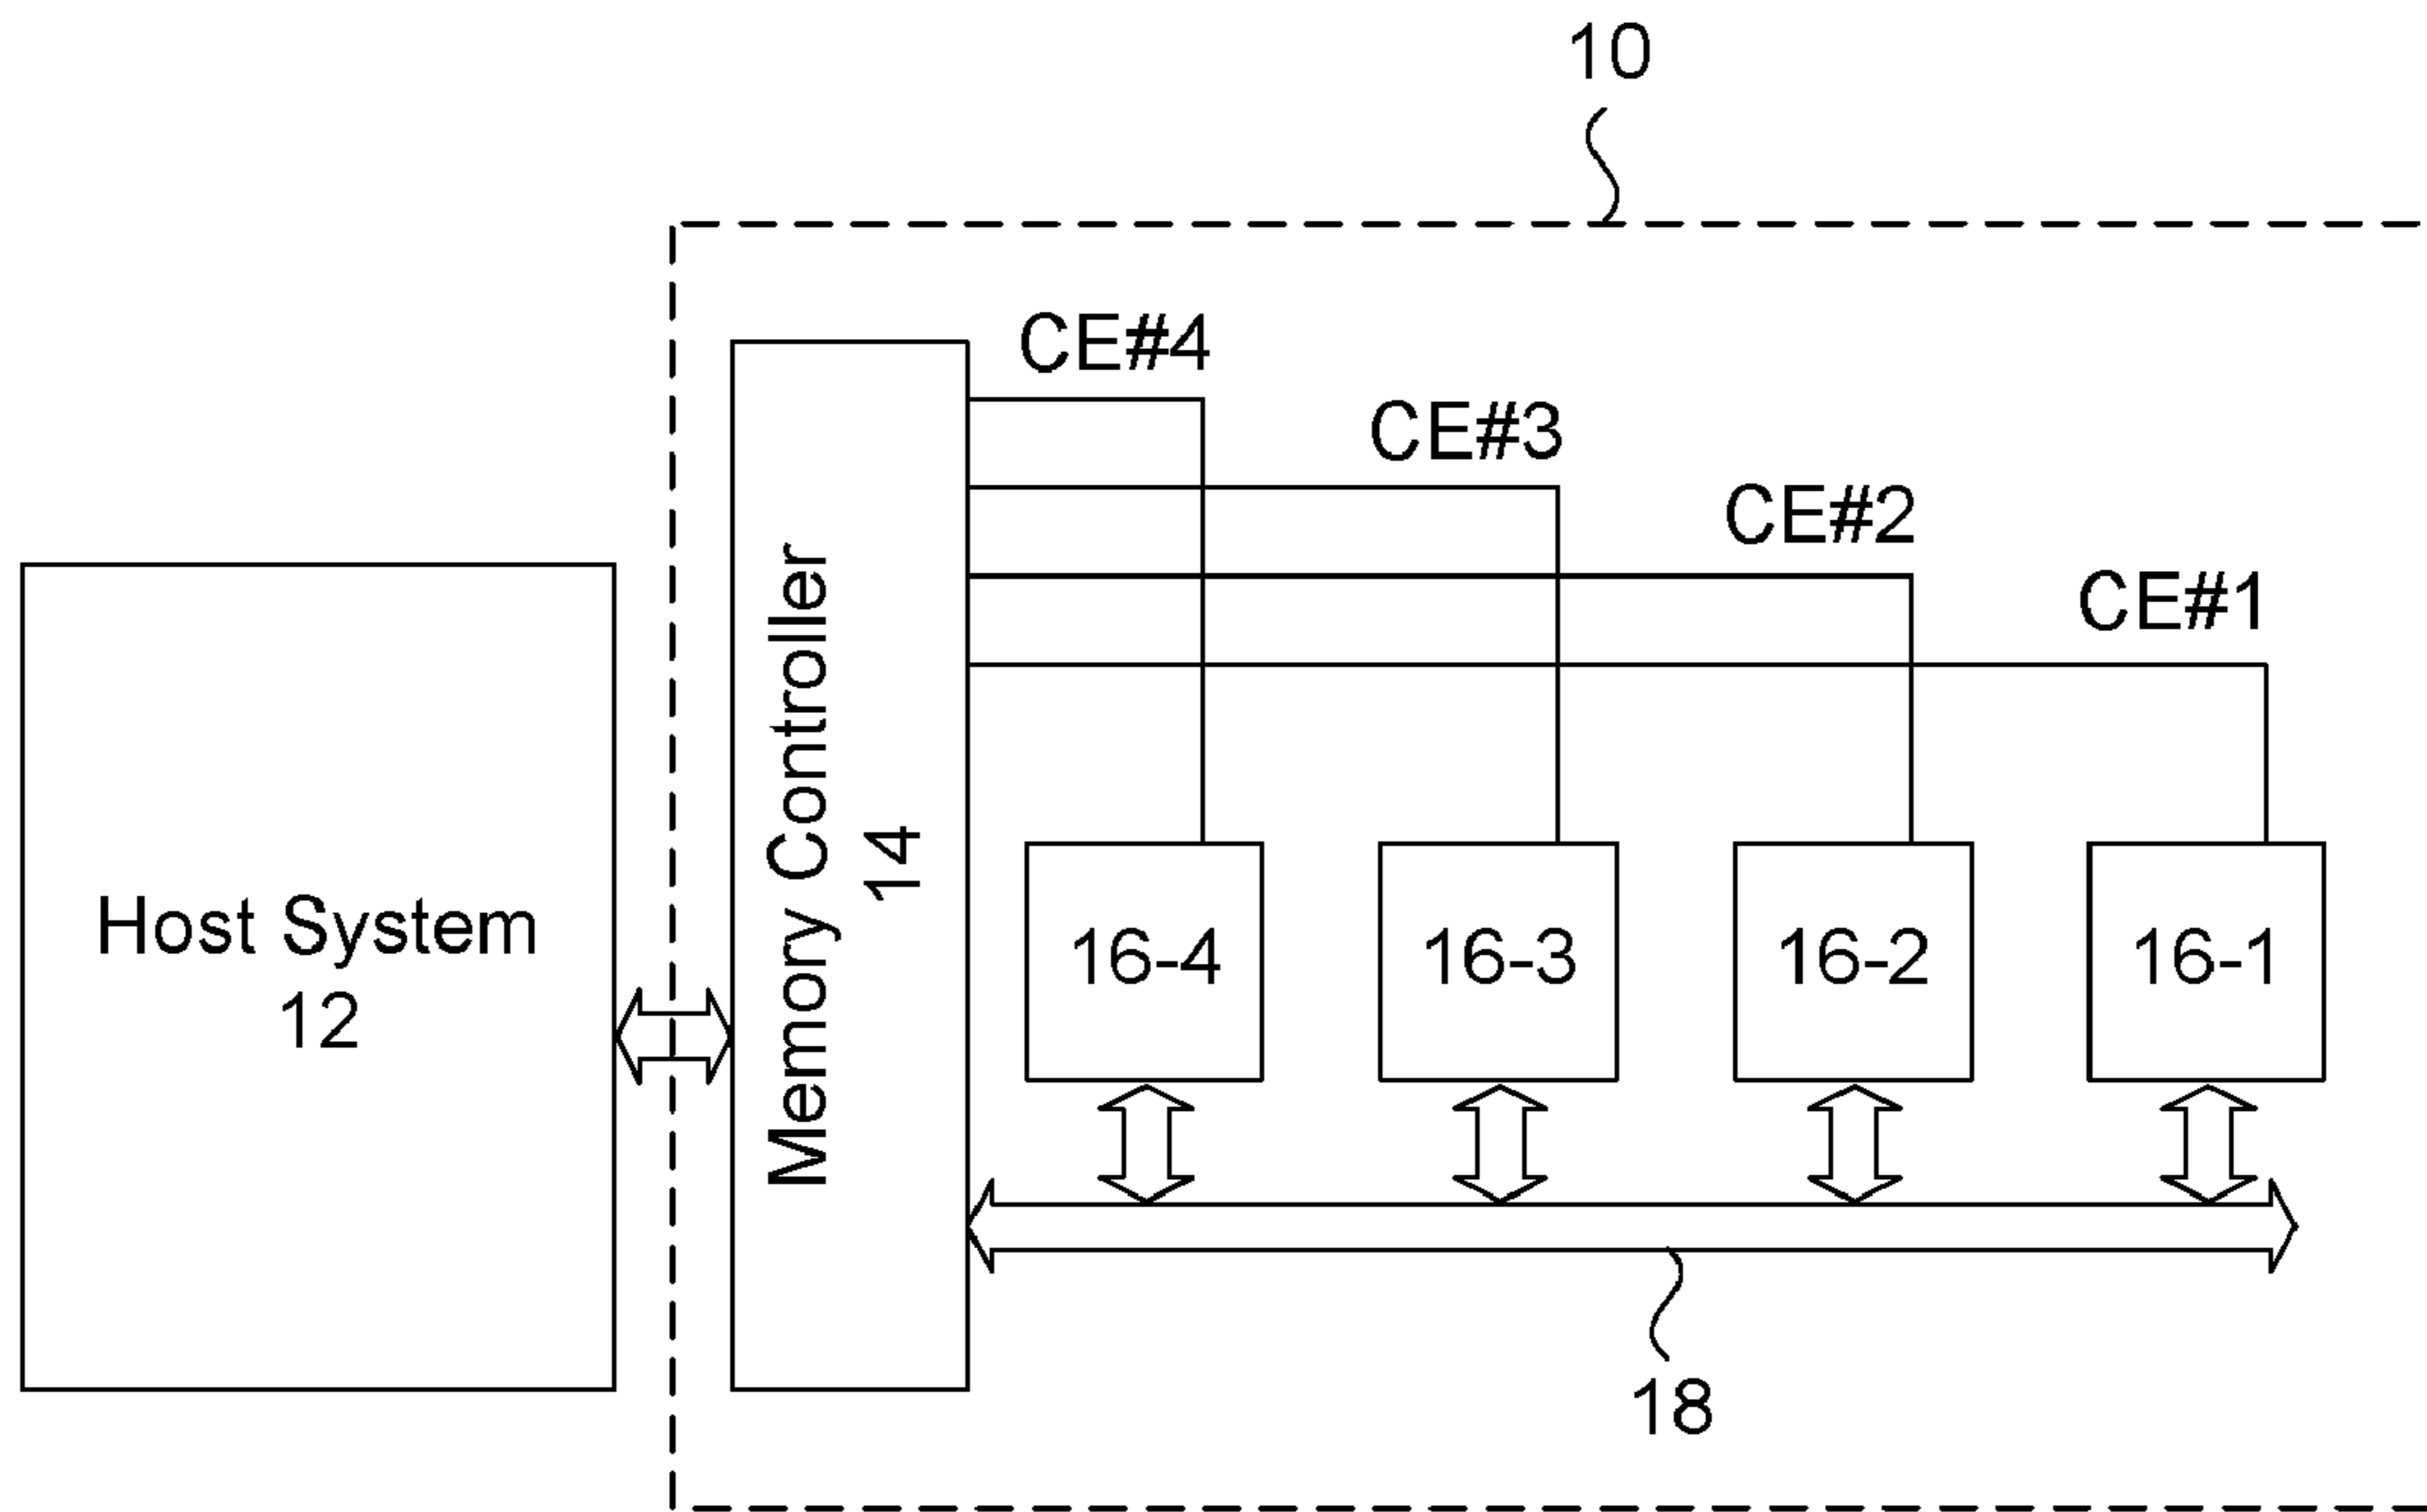 10
CE#4
CE#3
CE#2
CE#1
Host System
12
Memory Controller
14
16-4
16-3
16-2
16-1
18